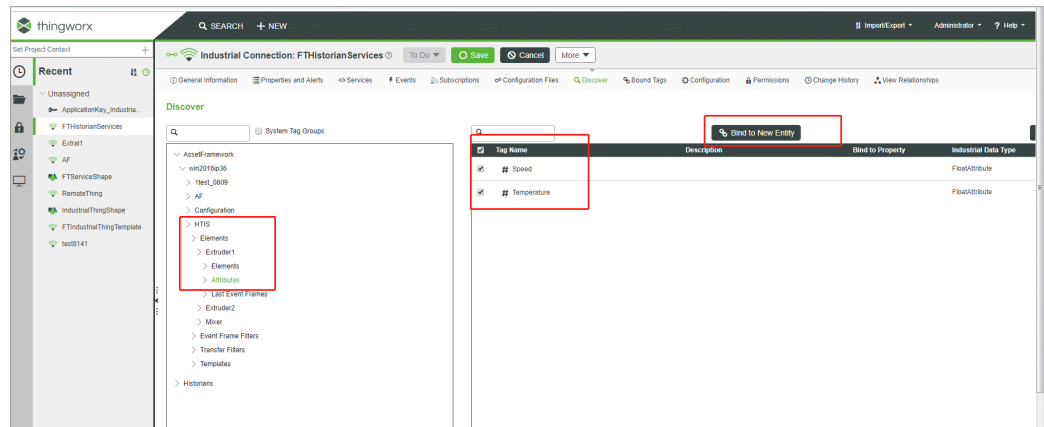 thingworx
SEARCH + NEW
Import/Export
Administrator
? Help
Set Project Context +
Industrial Connection: FTHistorianServices
To Do
Save
Cancel
More
Recent
General Information
Properties and Alerts
Services
Events
Subscriptions
Configuration Files
Discover
Bound Tags
Configuration
Permissions
Change History
View Relationships
Unassigned
ApplicationKey_Industria...
FTHistorianServices
Extral1
AF
FTServiceShape
RemoteThing
IndustrialThingShape
FTIndustrialThingTemplate
test8141
Discover
System Tag Groups
AssetFramework
win2016ip36
1test_0809
AF
Configuration
HTIS
Elements
Extruder1
Elements
Attributes
Last Event Frames
Extruder2
Mixer
Event Frame Filters
Transfer Filters
Templates
Historians
Bind to New Entity
Tag Name Description Bind to Property Industrial Data Type
# Speed FloatAttribute
# Temperature FloatAttribute